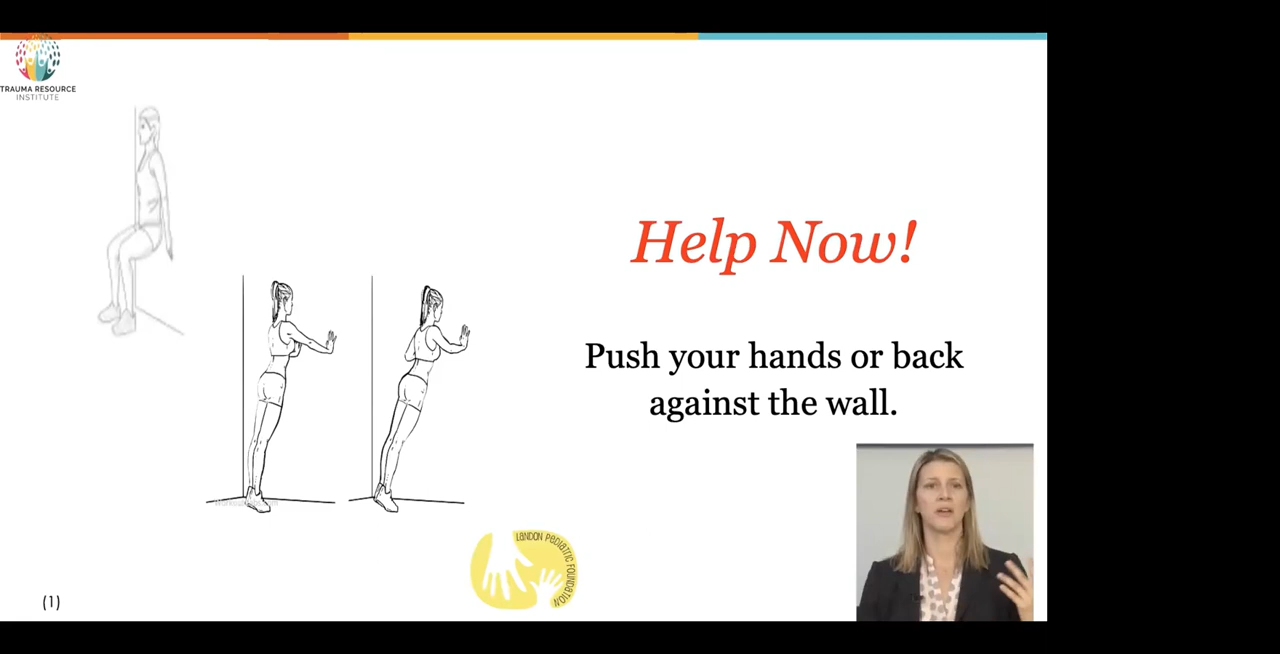 TRAUMA RESOURCE
INSTITUTE
Help Now!
Push your hands or back
against the wall.
LANDON PEDIATRIC FOUNDATION
(1)